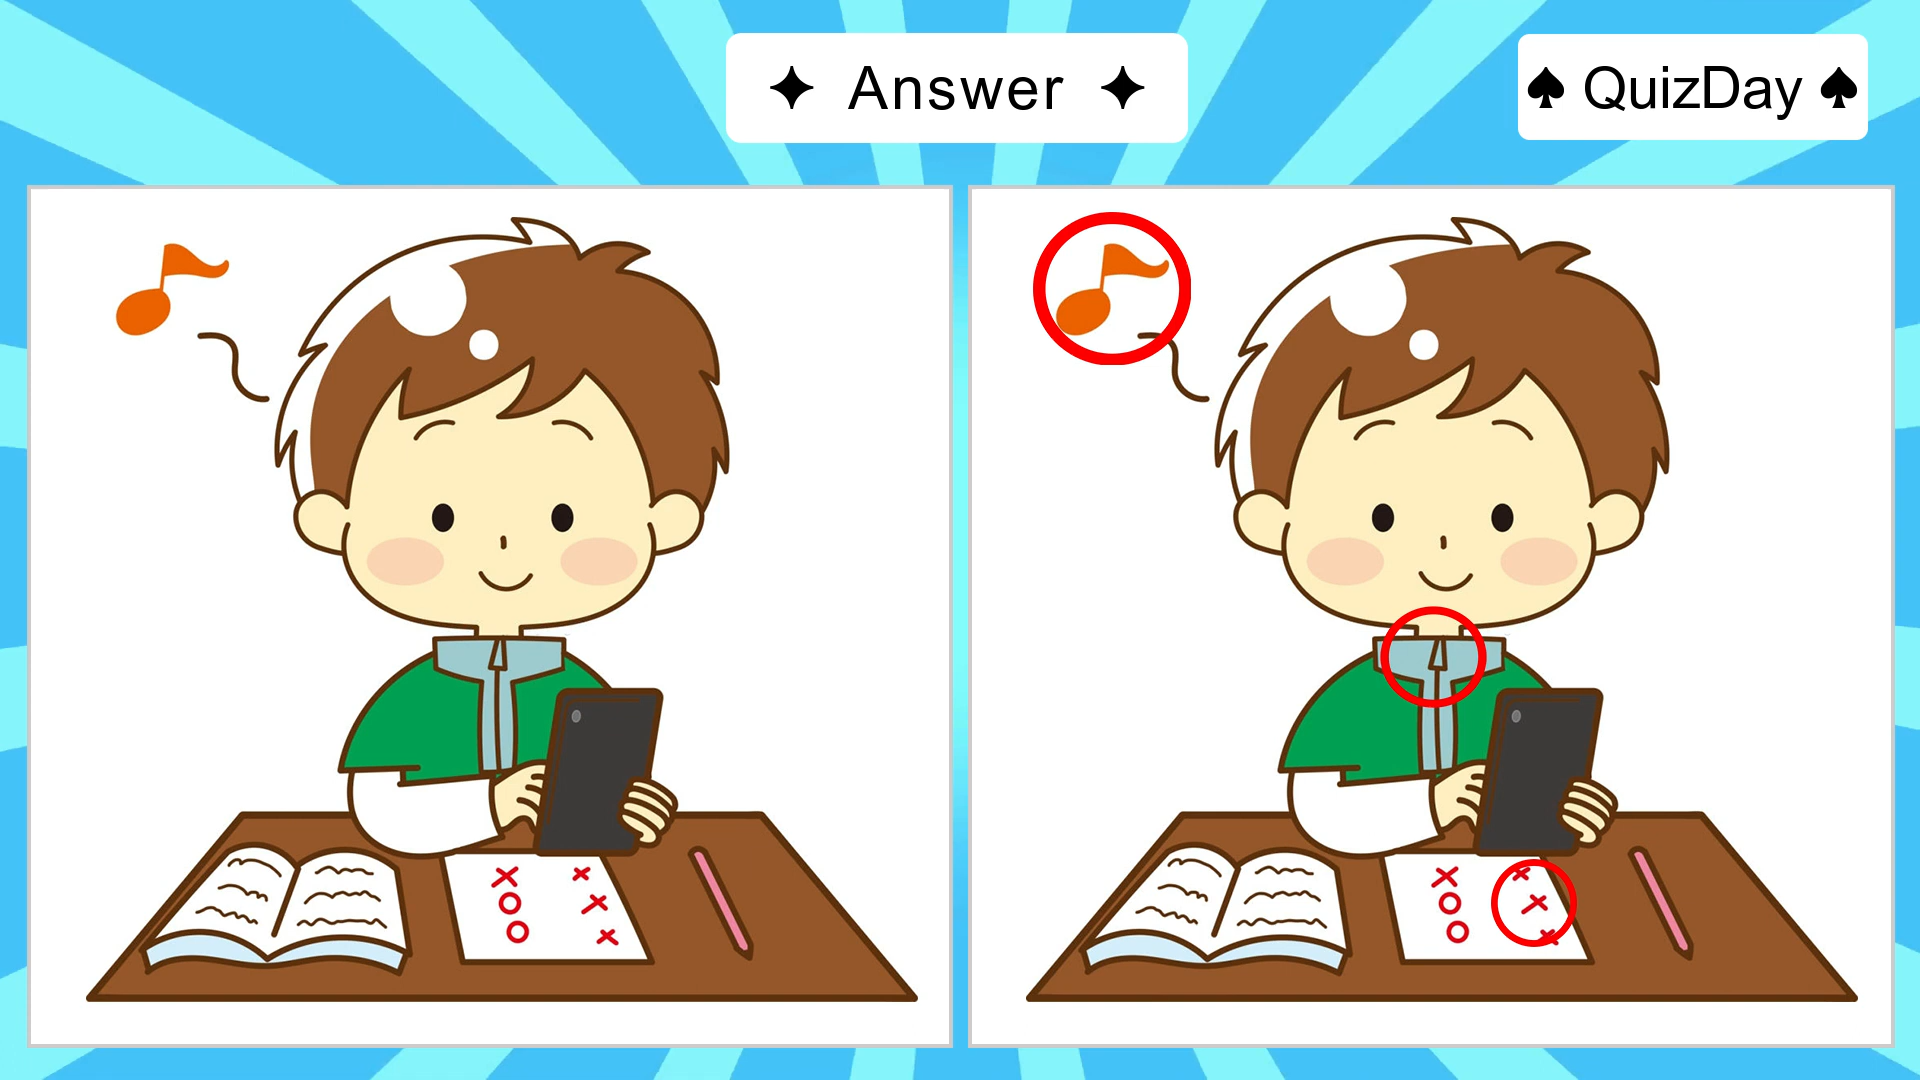 ✦ Answer ✦
♠ QuizDay ♠